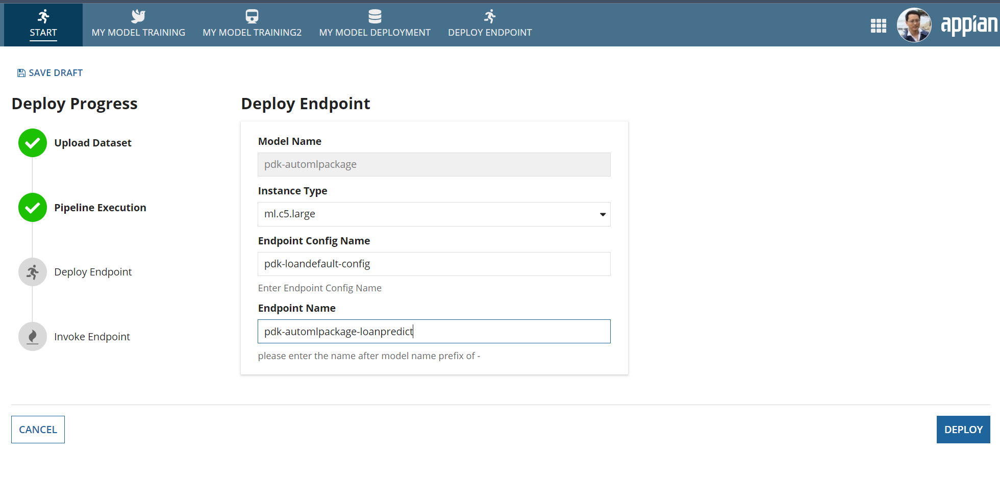 START
MY MODEL TRAINING
MY MODEL TRAINING2
MY MODEL DEPLOYMENT
DEPLOY ENDPOINT
appian
SAVE DRAFT
Deploy Progress
Upload Dataset
Pipeline Execution
Deploy Endpoint
Invoke Endpoint
Deploy Endpoint
Model Name
pdk-automlpackage
Instance Type
ml.c5.large
Endpoint Config Name
pdk-loandefault-config
Enter Endpoint Config Name
Endpoint Name
pdk-automlpackage-loanpredict
please enter the name after model name prefix of -
CANCEL
DEPLOY